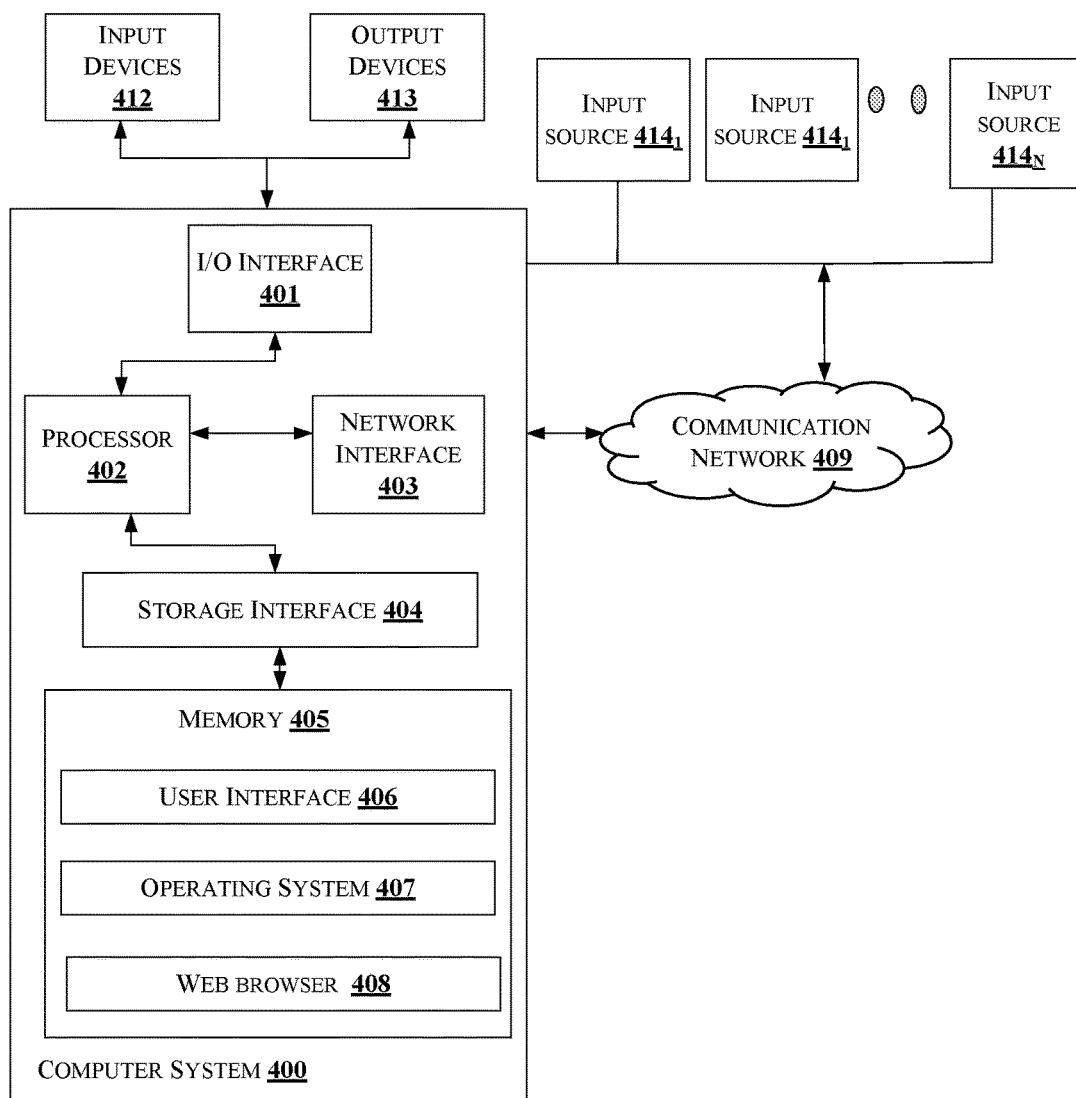 INPUT
DEVICES
412
OUTPUT
DEVICES
413
INPUT
SOURCE 414₁
INPUT
SOURCE 414₁
INPUT
SOURCE
414_N
I/O INTERFACE
401
PROCESSOR
402
NETWORK
INTERFACE
403
COMMUNICATION
NETWORK 409
STORAGE INTERFACE 404
MEMORY 405
USER INTERFACE 406
OPERATING SYSTEM 407
WEB BROWSER 408
COMPUTER SYSTEM 400